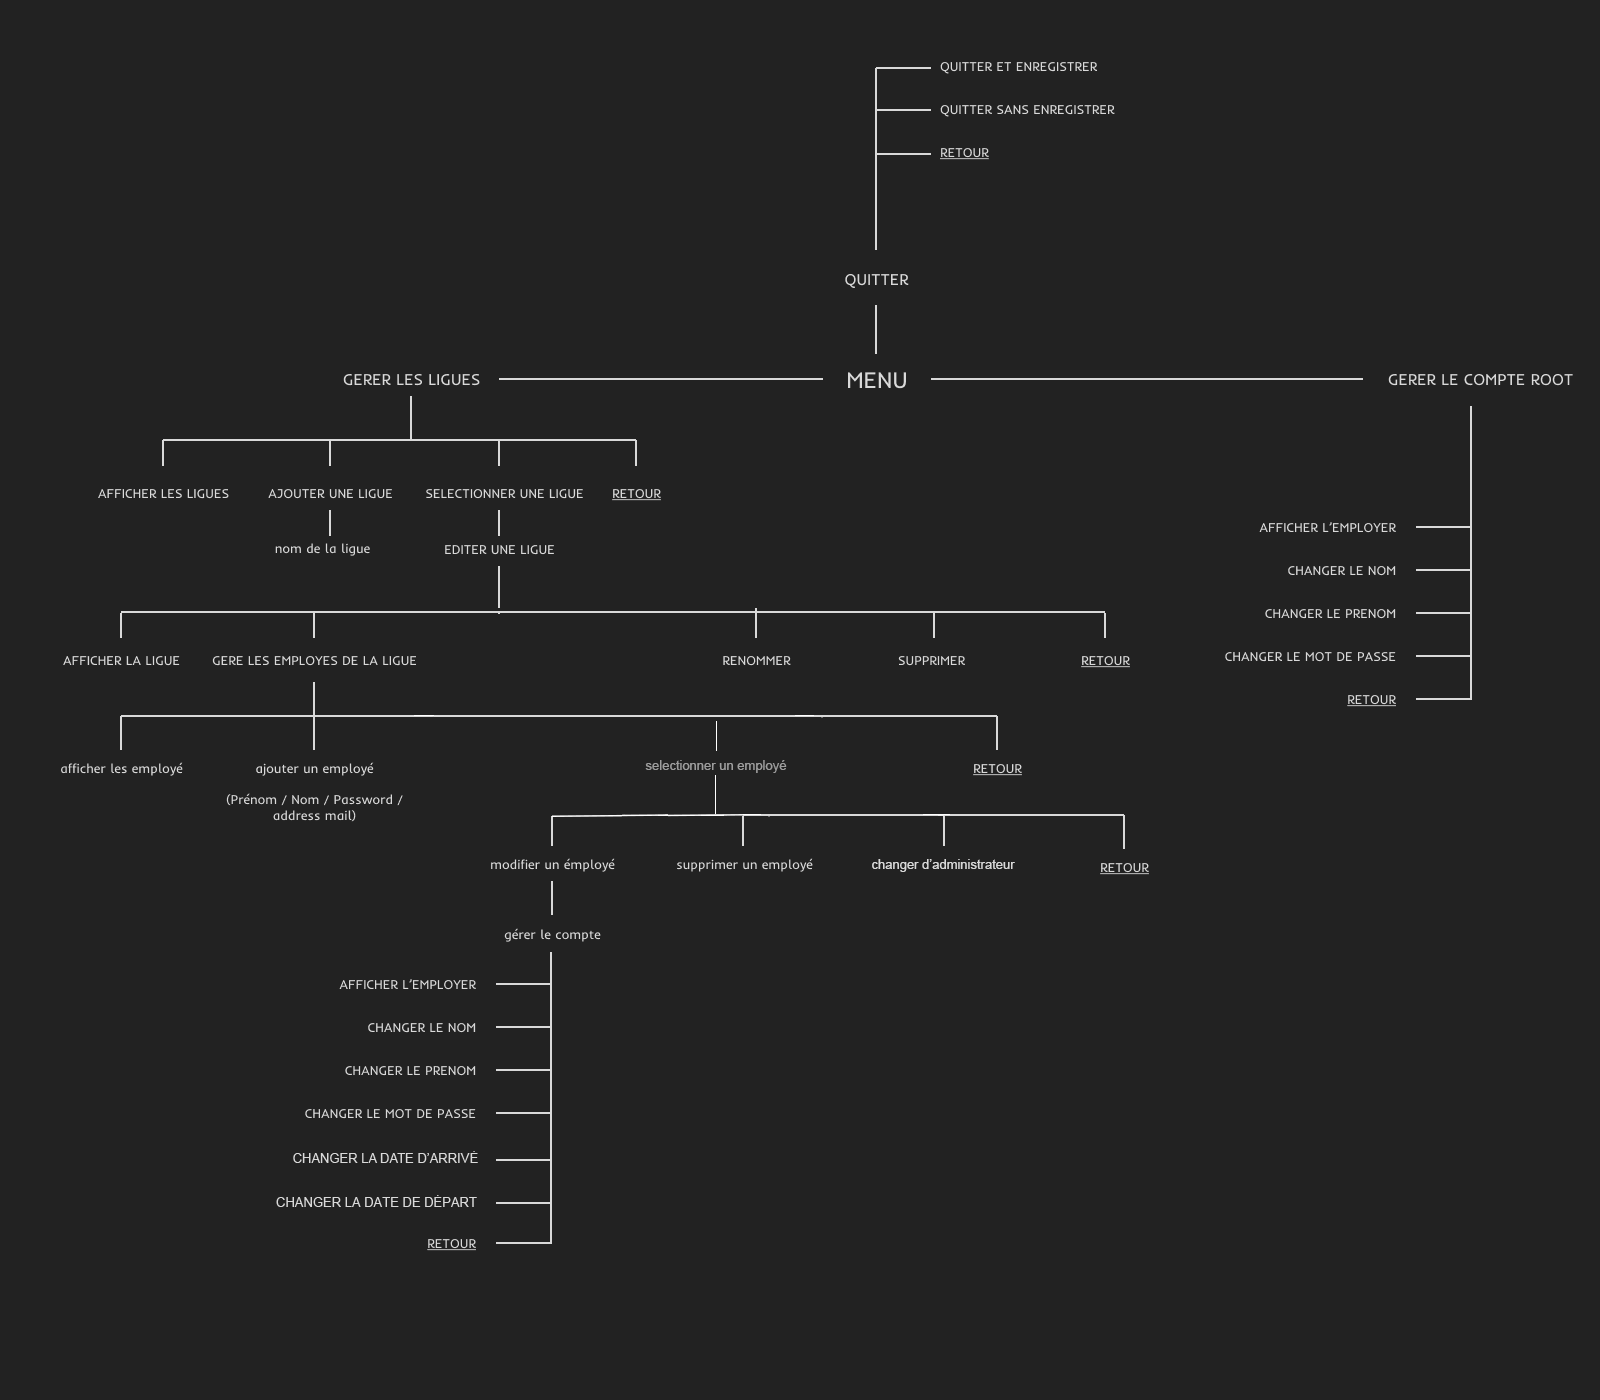 QUITTER ET ENREGISTRER
QUITTER SANS ENREGISTRER
RETOUR
QUITTER
GERER LES LIGUES
MENU
GERER LE COMPTE ROOT
AFFICHER LES LIGUES
AJOUTER UNE LIGUE
SELECTIONNER UNE LIGUE
RETOUR
nom de la ligue
EDITER UNE LIGUE
AFFICHER L'EMPLOYER
CHANGER LE NOM
CHANGER LE PRENOM
CHANGER LE MOT DE PASSE
RETOUR
AFFICHER LA LIGUE
GERE LES EMPLOYES DE LA LIGUE
RENOMMER
SUPPRIMER
RETOUR
afficher les employé
ajouter un employé
(Prénom / Nom / Password /
address mail)
selectionner un employé
RETOUR
modifier un émployé
supprimer un employé
changer d'administrateur
RETOUR
gérer le compte
AFFICHER L'EMPLOYER
CHANGER LE NOM
CHANGER LE PRENOM
CHANGER LE MOT DE PASSE
CHANGER LA DATE D'ARRIVÉ
CHANGER LA DATE DE DÉPART
RETOUR